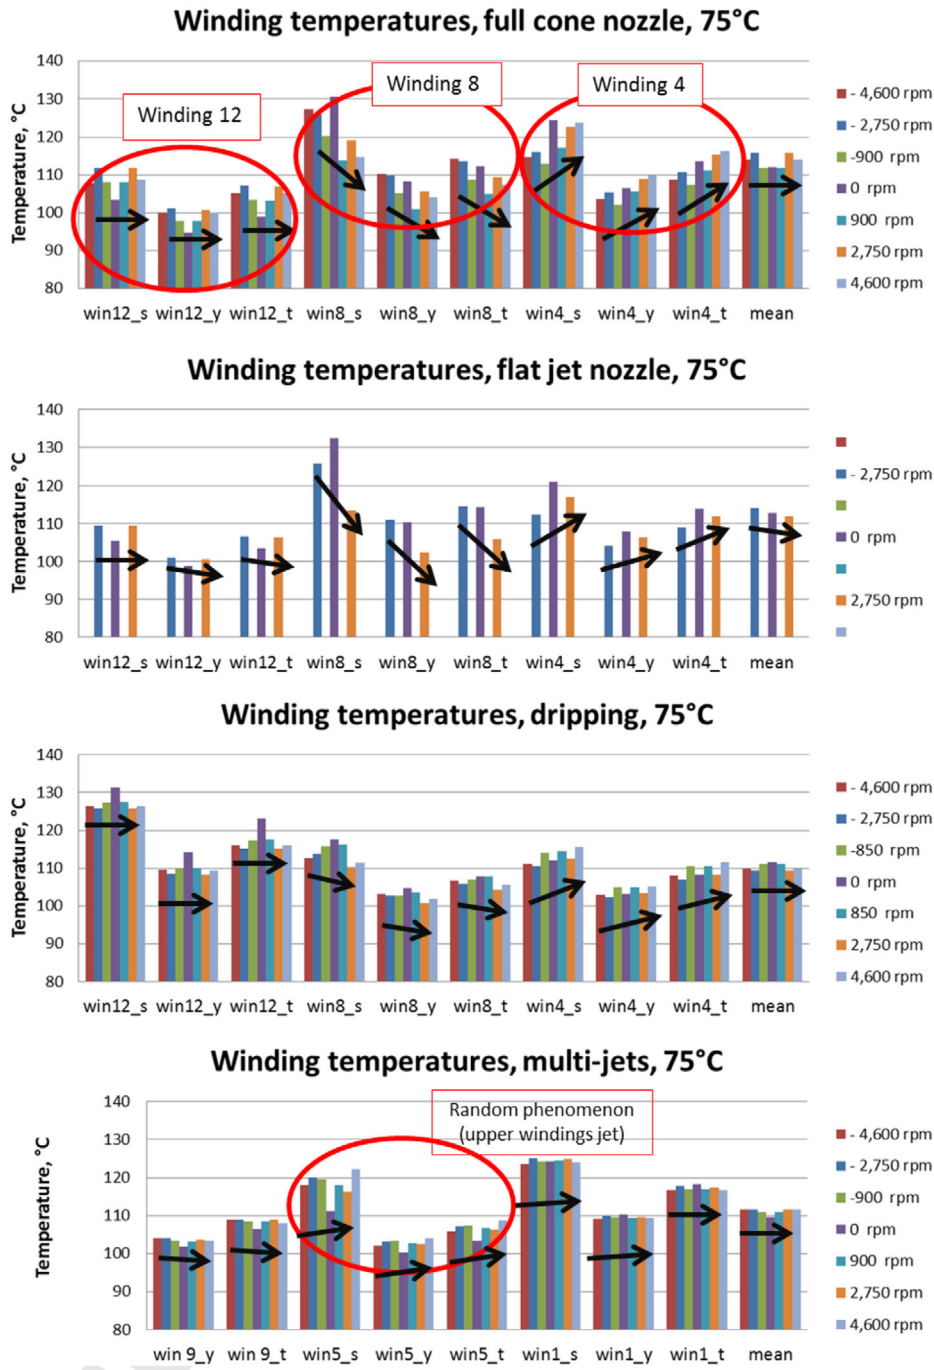 Winding temperatures, full cone nozzle, 75°C
Temperature, °C
140
130
120
110
100
90
80
Winding 12
Winding 8
Winding 4
win12_s win12_y win12_t win8_s win8_y win8_t win4_s win4_y win4_t mean
- 4,600 rpm
- 2,750 rpm
-900 rpm
0 rpm
900 rpm
2,750 rpm
4,600 rpm
Winding temperatures, flat jet nozzle, 75°C
Temperature, °C
140
130
120
110
100
90
80
win12_s win12_y win12_t win8_s win8_y win8_t win4_s win4_y win4_t mean
- 2,750 rpm
0 rpm
2,750 rpm
Winding temperatures, dripping, 75°C
Temperature, °C
140
130
120
110
100
90
80
win12_s win12_y win12_t win8_s win8_y win8_t win4_s win4_y win4_t mean
- 4,600 rpm
- 2,750 rpm
-850 rpm
0 rpm
850 rpm
2,750 rpm
4,600 rpm
Winding temperatures, multi-jets, 75°C
Temperature, °C
140
130
120
110
100
90
80
Random phenomenon
(upper windings jet)
win 9_y win 9_t win5_s win5_y win5_t win1_s win1_y win1_t mean
- 4,600 rpm
- 2,750 rpm
-900 rpm
0 rpm
900 rpm
2,750 rpm
4,600 rpm